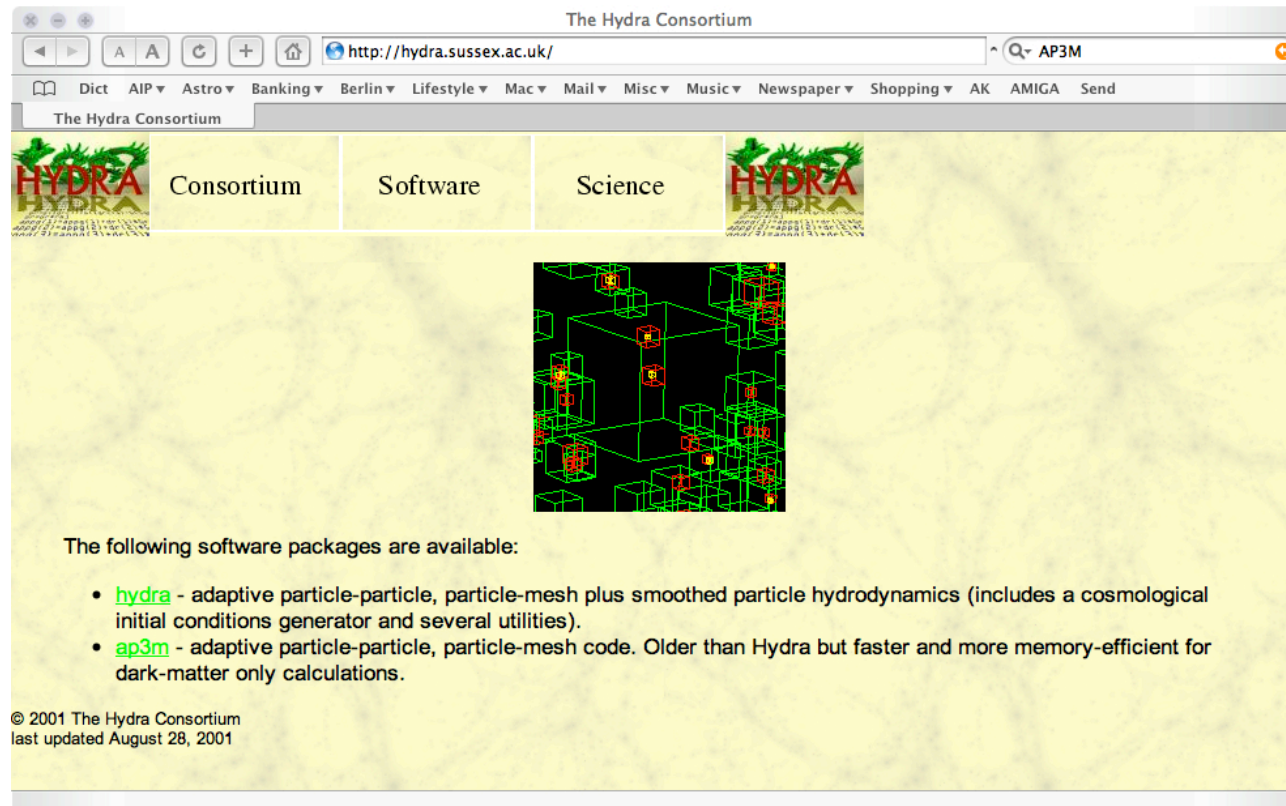 The Hydra Consortium
A A http://hydra.sussex.ac.uk/ AP3M
Dict AIP Astro Banking Berlin Lifestyle Mac Mail Misc Music Newspaper Shopping AK AMIGA Send
The Hydra Consortium
HYDRA Consortium Software Science HYDRA
The following software packages are available:
• hydra - adaptive particle-particle, particle-mesh plus smoothed particle hydrodynamics (includes a cosmological
initial conditions generator and several utilities).
• ap3m - adaptive particle-particle, particle-mesh code. Older than Hydra but faster and more memory-efficient for
dark-matter only calculations.
© 2001 The Hydra Consortium
last updated August 28, 2001